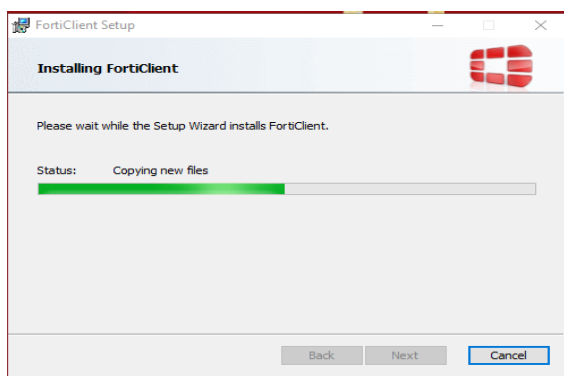 FortiClient Setup
Installing FortiClient
Please wait while the Setup Wizard installs FortiClient.
Status: Copying new files
Back Next Cancel